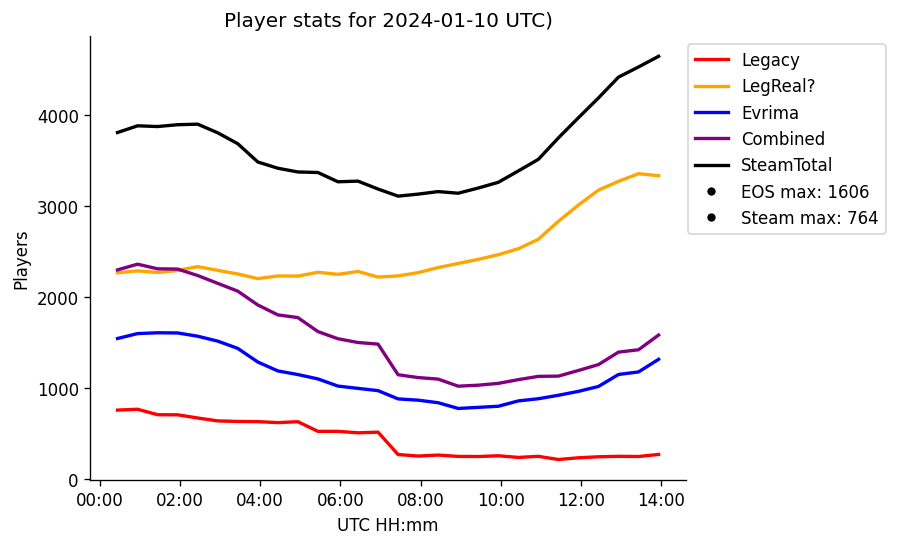 Player stats for 2024-01-10 UTC)
Legacy
LegReal?
Evrima
Combined
SteamTotal
EOS max: 1606
Steam max: 764
Players
4000
3000
2000
1000
0
00:00 02:00 04:00 06:00 08:00 10:00 12:00 14:00
UTC HH:mm